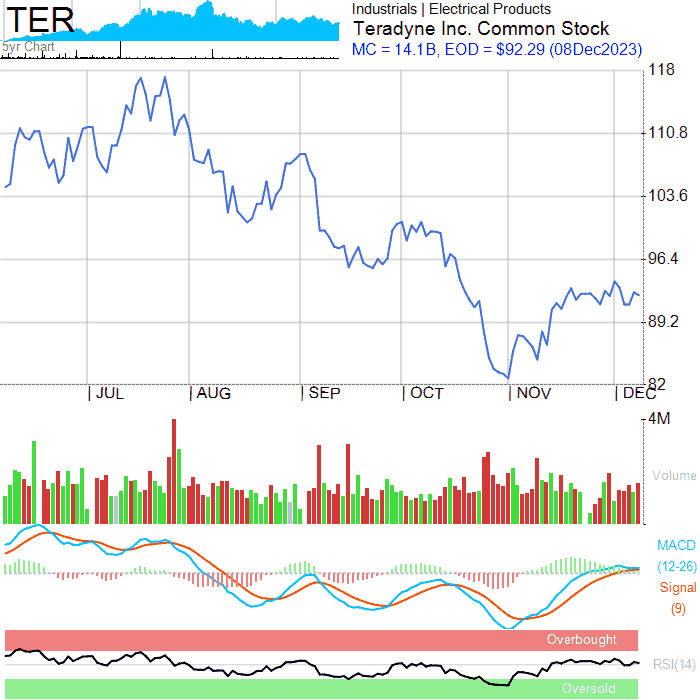 TER
5yr Chart
Industrials | Electrical Products
Teradyne Inc. Common Stock
MC = 14.1B, EOD = $92.29 (08Dec2023)
118
110.8
103.6
96.4
89.2
82
JUL AUG SEP OCT NOV DEC
4M
Volume
MACD
(12-26)
Signal
(9)
Overbought
RSI(14)
Oversold